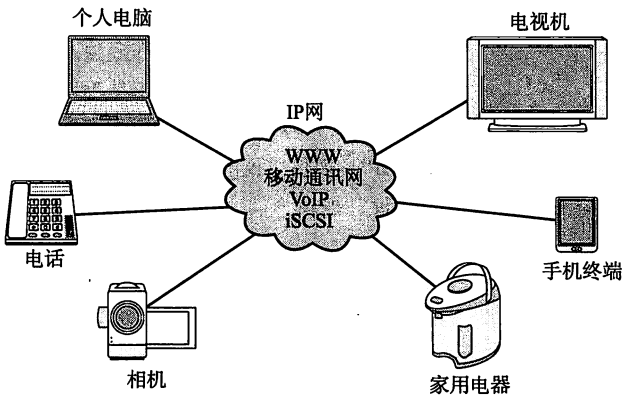 个人电脑
电视机
IP网
WWW
移动通讯网
VoIP
iSCSI
电话
手机终端
相机
家用电器